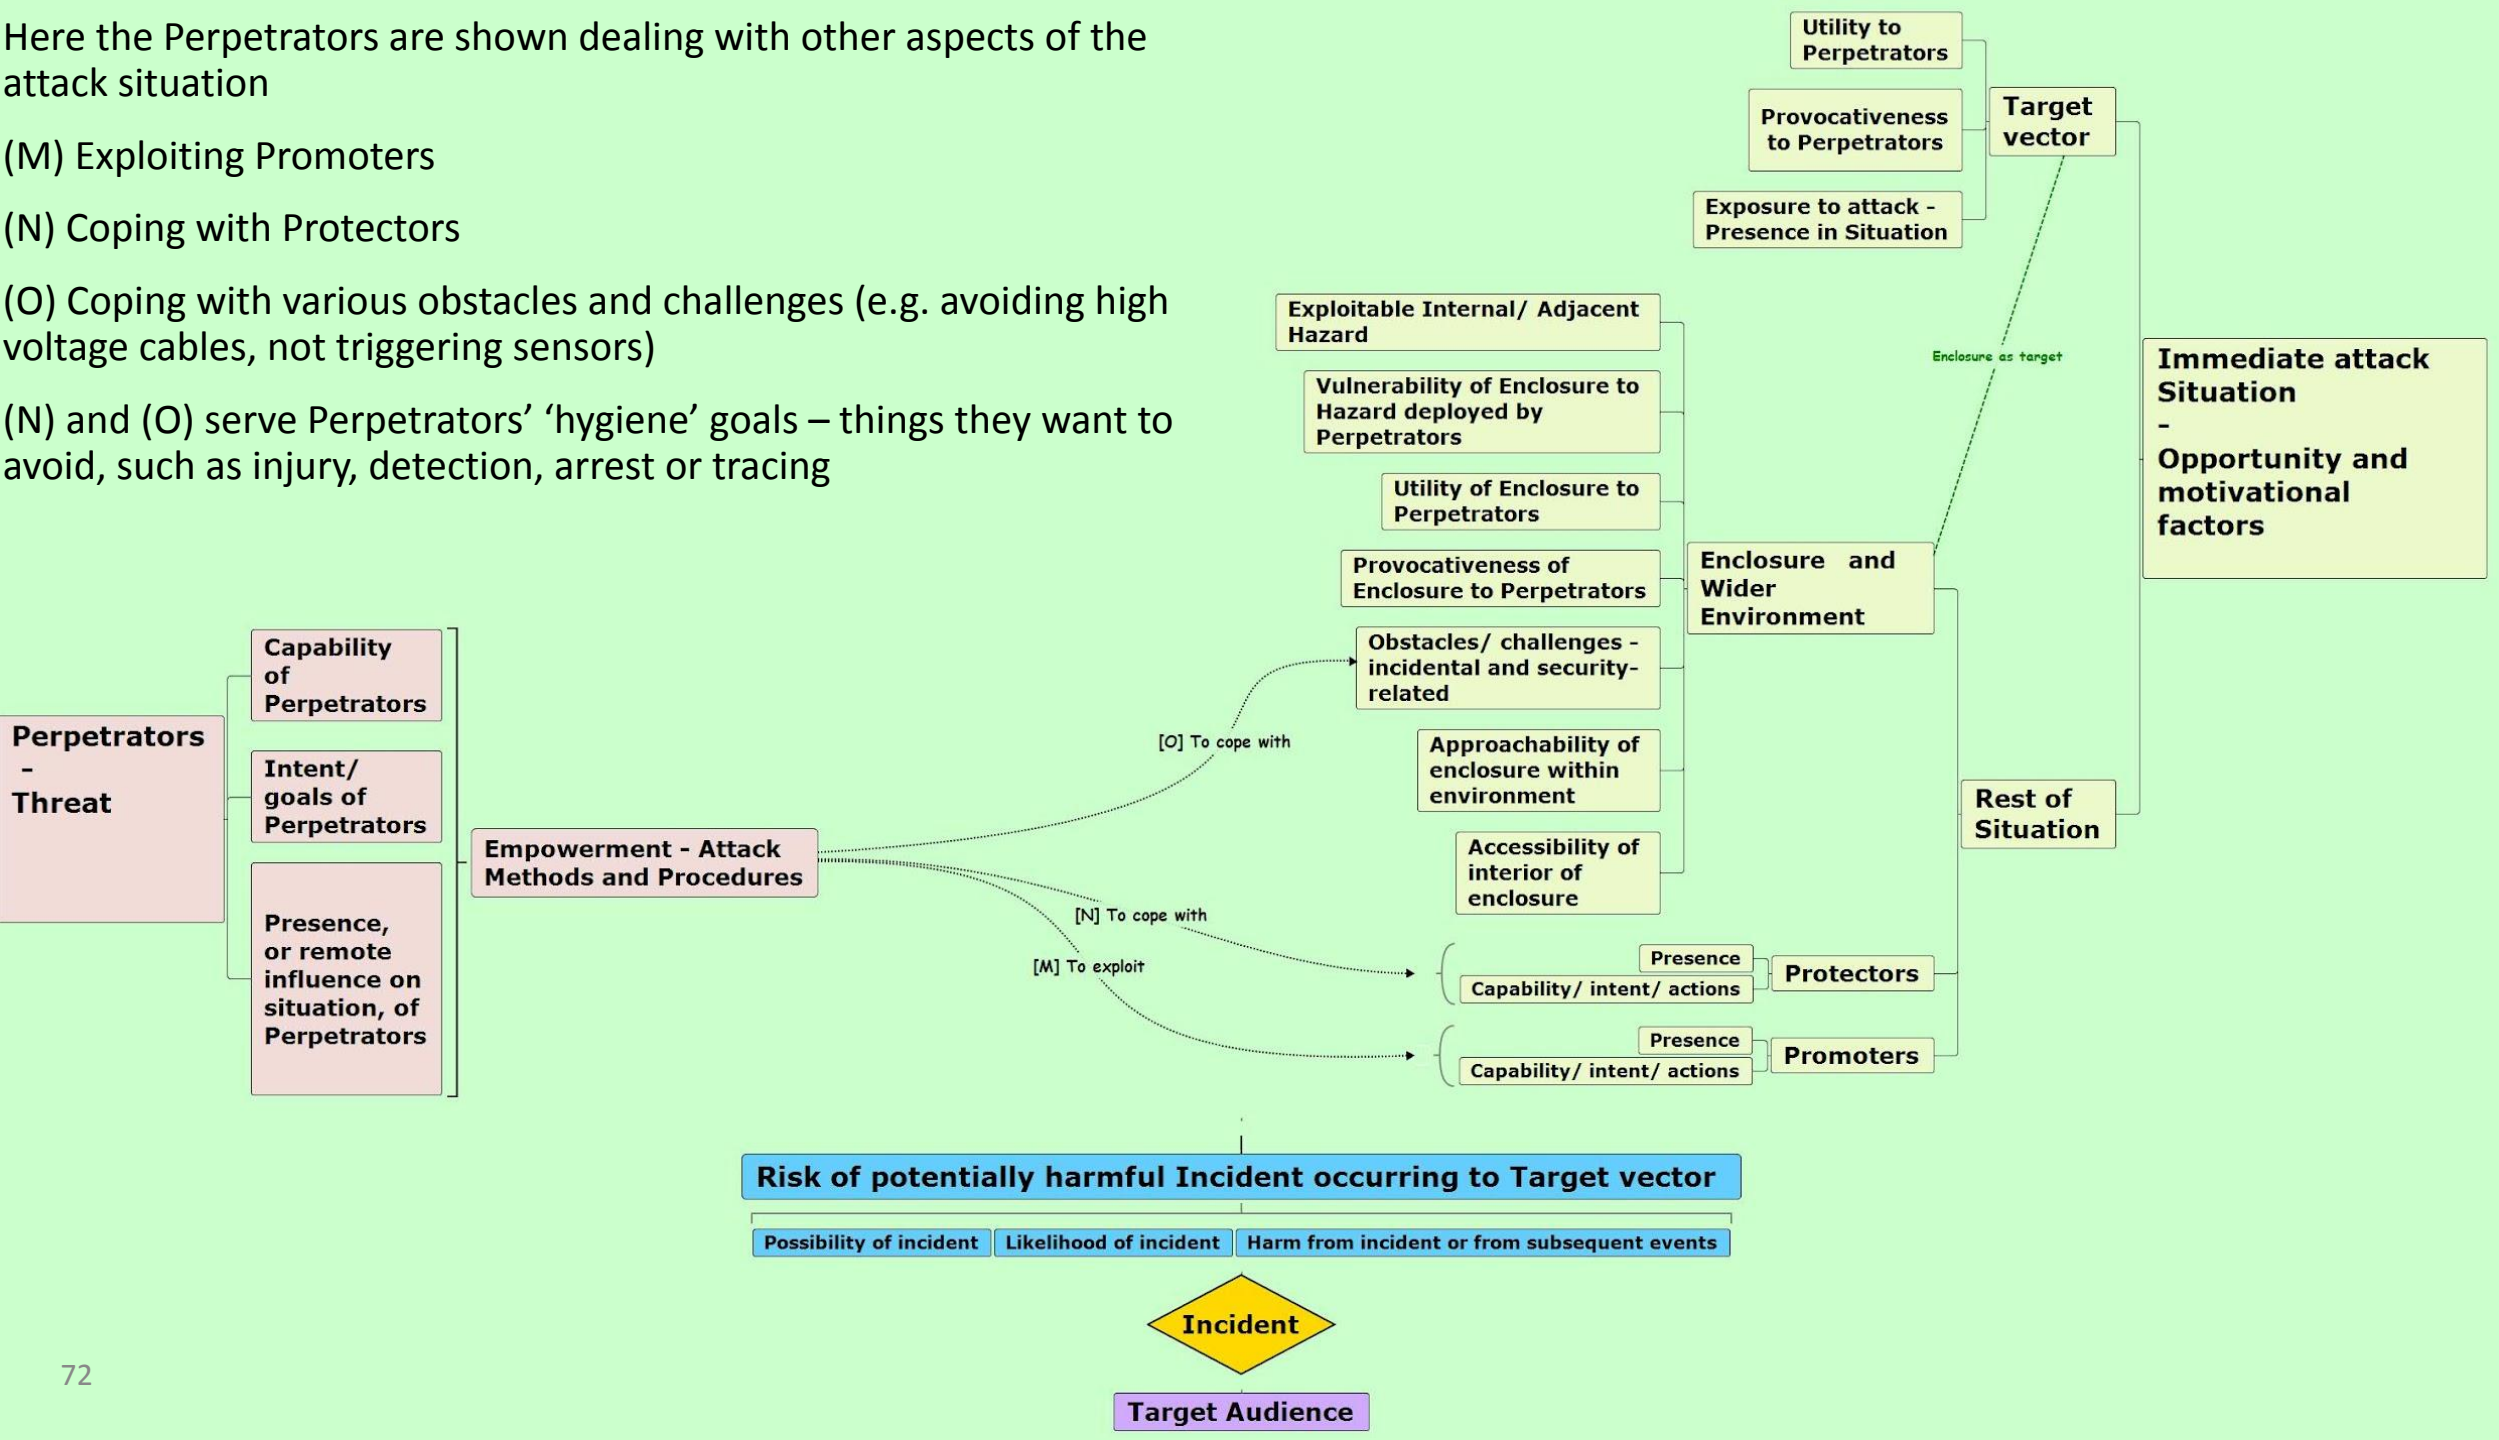 Here the Perpetrators are shown dealing with other aspects of the
attack situation
(M) Exploiting Promoters
(N) Coping with Protectors
(O) Coping with various obstacles and challenges (e.g. avoiding high
voltage cables, not triggering sensors)
(N) and (O) serve Perpetrators’ ‘hygiene’ goals – things they want to
avoid, such as injury, detection, arrest or tracing
Utility to
Perpetrators
Provocativeness
to Perpetrators
Exposure to attack -
Presence in Situation
Target
vector
Exploitable Internal/ Adjacent
Hazard
Vulnerability of Enclosure to
Hazard deployed by
Perpetrators
Utility of Enclosure to
Perpetrators
Provocativeness of
Enclosure to Perpetrators
Obstacles/ challenges -
incidental and security-
related
Approachability of
enclosure within
environment
Accessibility of
interior of
enclosure
Enclosure and
Wider
Environment
Enclosure as target
Immediate attack
Situation
–
Opportunity and
motivational
factors
Rest of
Situation
Presence
Capability/ intent/ actions
Protectors
Presence
Capability/ intent/ actions
Promoters
Perpetrators
–
Threat
Capability
of
Perpetrators
Intent/
goals of
Perpetrators
Presence,
or remote
influence on
situation, of
Perpetrators
Empowerment - Attack
Methods and Procedures
[O] To cope with
[N] To cope with
[M] To exploit
Risk of potentially harmful Incident occurring to Target vector
Possibility of incident
Likelihood of incident
Harm from incident or from subsequent events
Incident
Target Audience
72